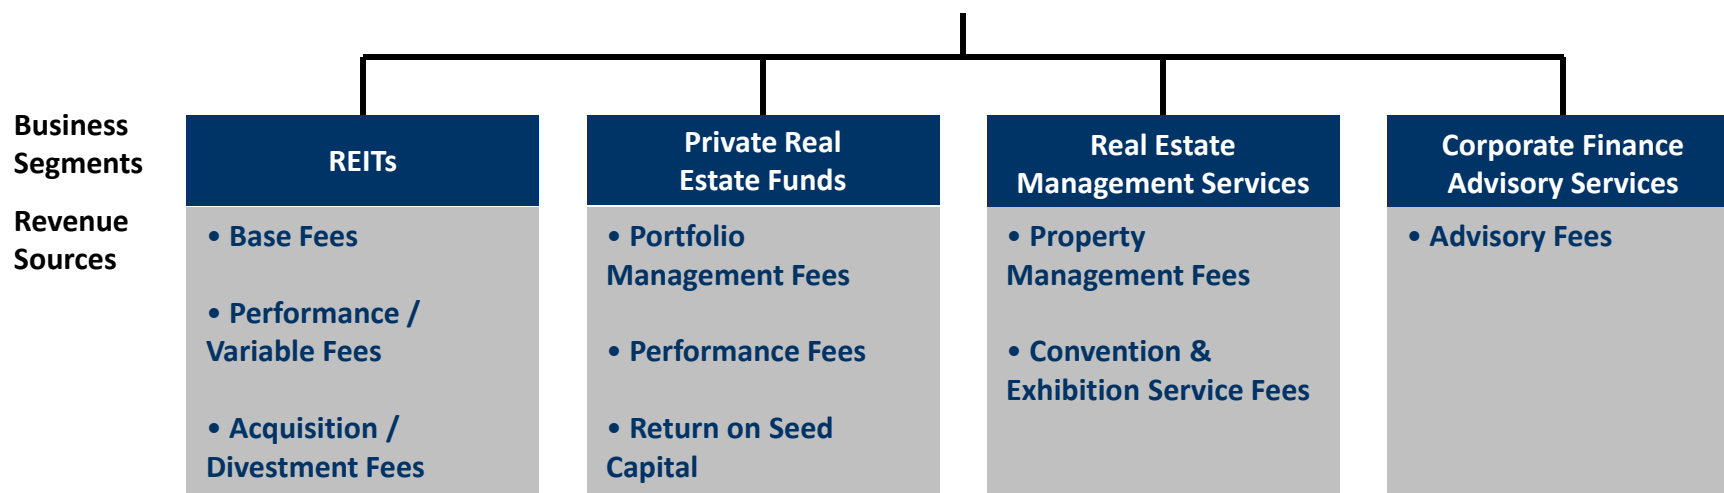 Business
Segments
REITs
Private Real
Estate Funds
Real Estate
Management Services
Corporate Finance
Advisory Services
Revenue
Sources
• Base Fees
• Performance /
Variable Fees
• Acquisition /
Divestment Fees
• Portfolio
Management Fees
• Performance Fees
• Return on Seed
Capital
• Property
Management Fees
• Convention &
Exhibition Service Fees
• Advisory Fees